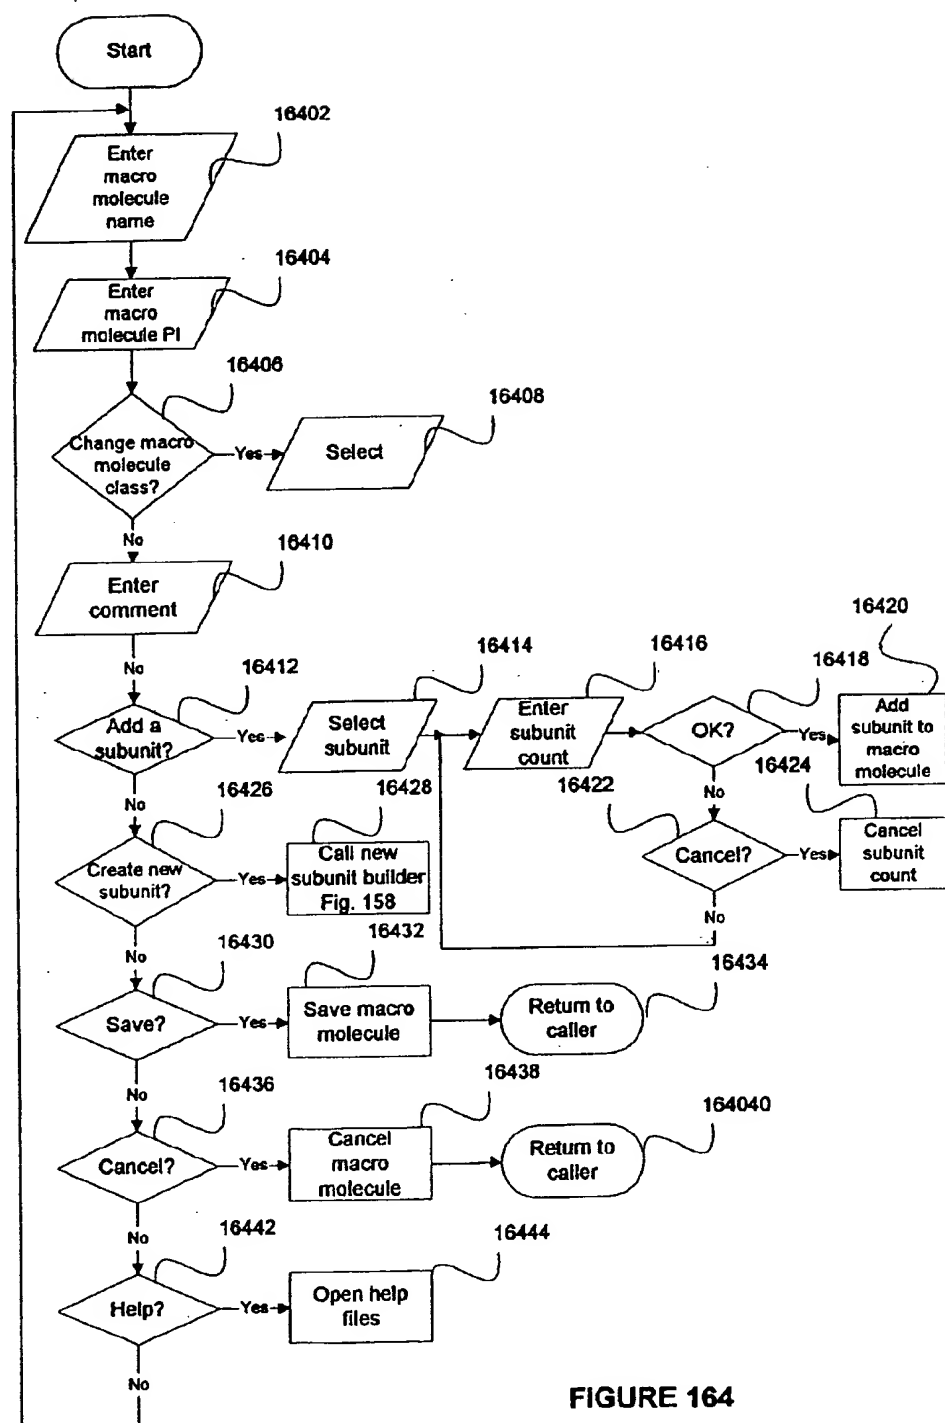 Start
16402
Enter
macro
molecule
name
16404
Enter
macro
molecule PI
16406
Change macro
molecule
class?
Yes
16408
Select
No
16410
Enter
comment
No
16412
Add a
subunit?
Yes
16414
Select
subunit
16416
Enter
subunit
count
16418
OK?
Yes
16420
Add
subunit to
macro
molecule
No
16422
Cancel?
Yes
16424
Cancel
subunit
count
No
No
16426
Create new
subunit?
Yes
16428
Call new
subunit builder
Fig. 158
No
16430
Save?
Yes
16432
Save macro
molecule
16434
Return to
caller
No
16436
Cancel?
Yes
16438
Cancel
macro
molecule
164040
Return to
caller
No
16442
Help?
Yes
16444
Open help
files
No
FIGURE 164